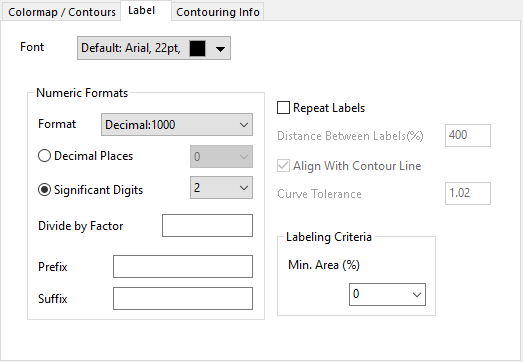 Colormap / Contours Label Contouring Info
Font Default: Arial, 22pt,
Numeric Formats
Format Decimal:1000
Decimal Places 0
Significant Digits 2
Divide by Factor
Prefix
Suffix
Repeat Labels
Distance Between Labels(%) 400
Align With Contour Line
Curve Tolerance 1.02
Labeling Criteria
Min. Area (%)
0